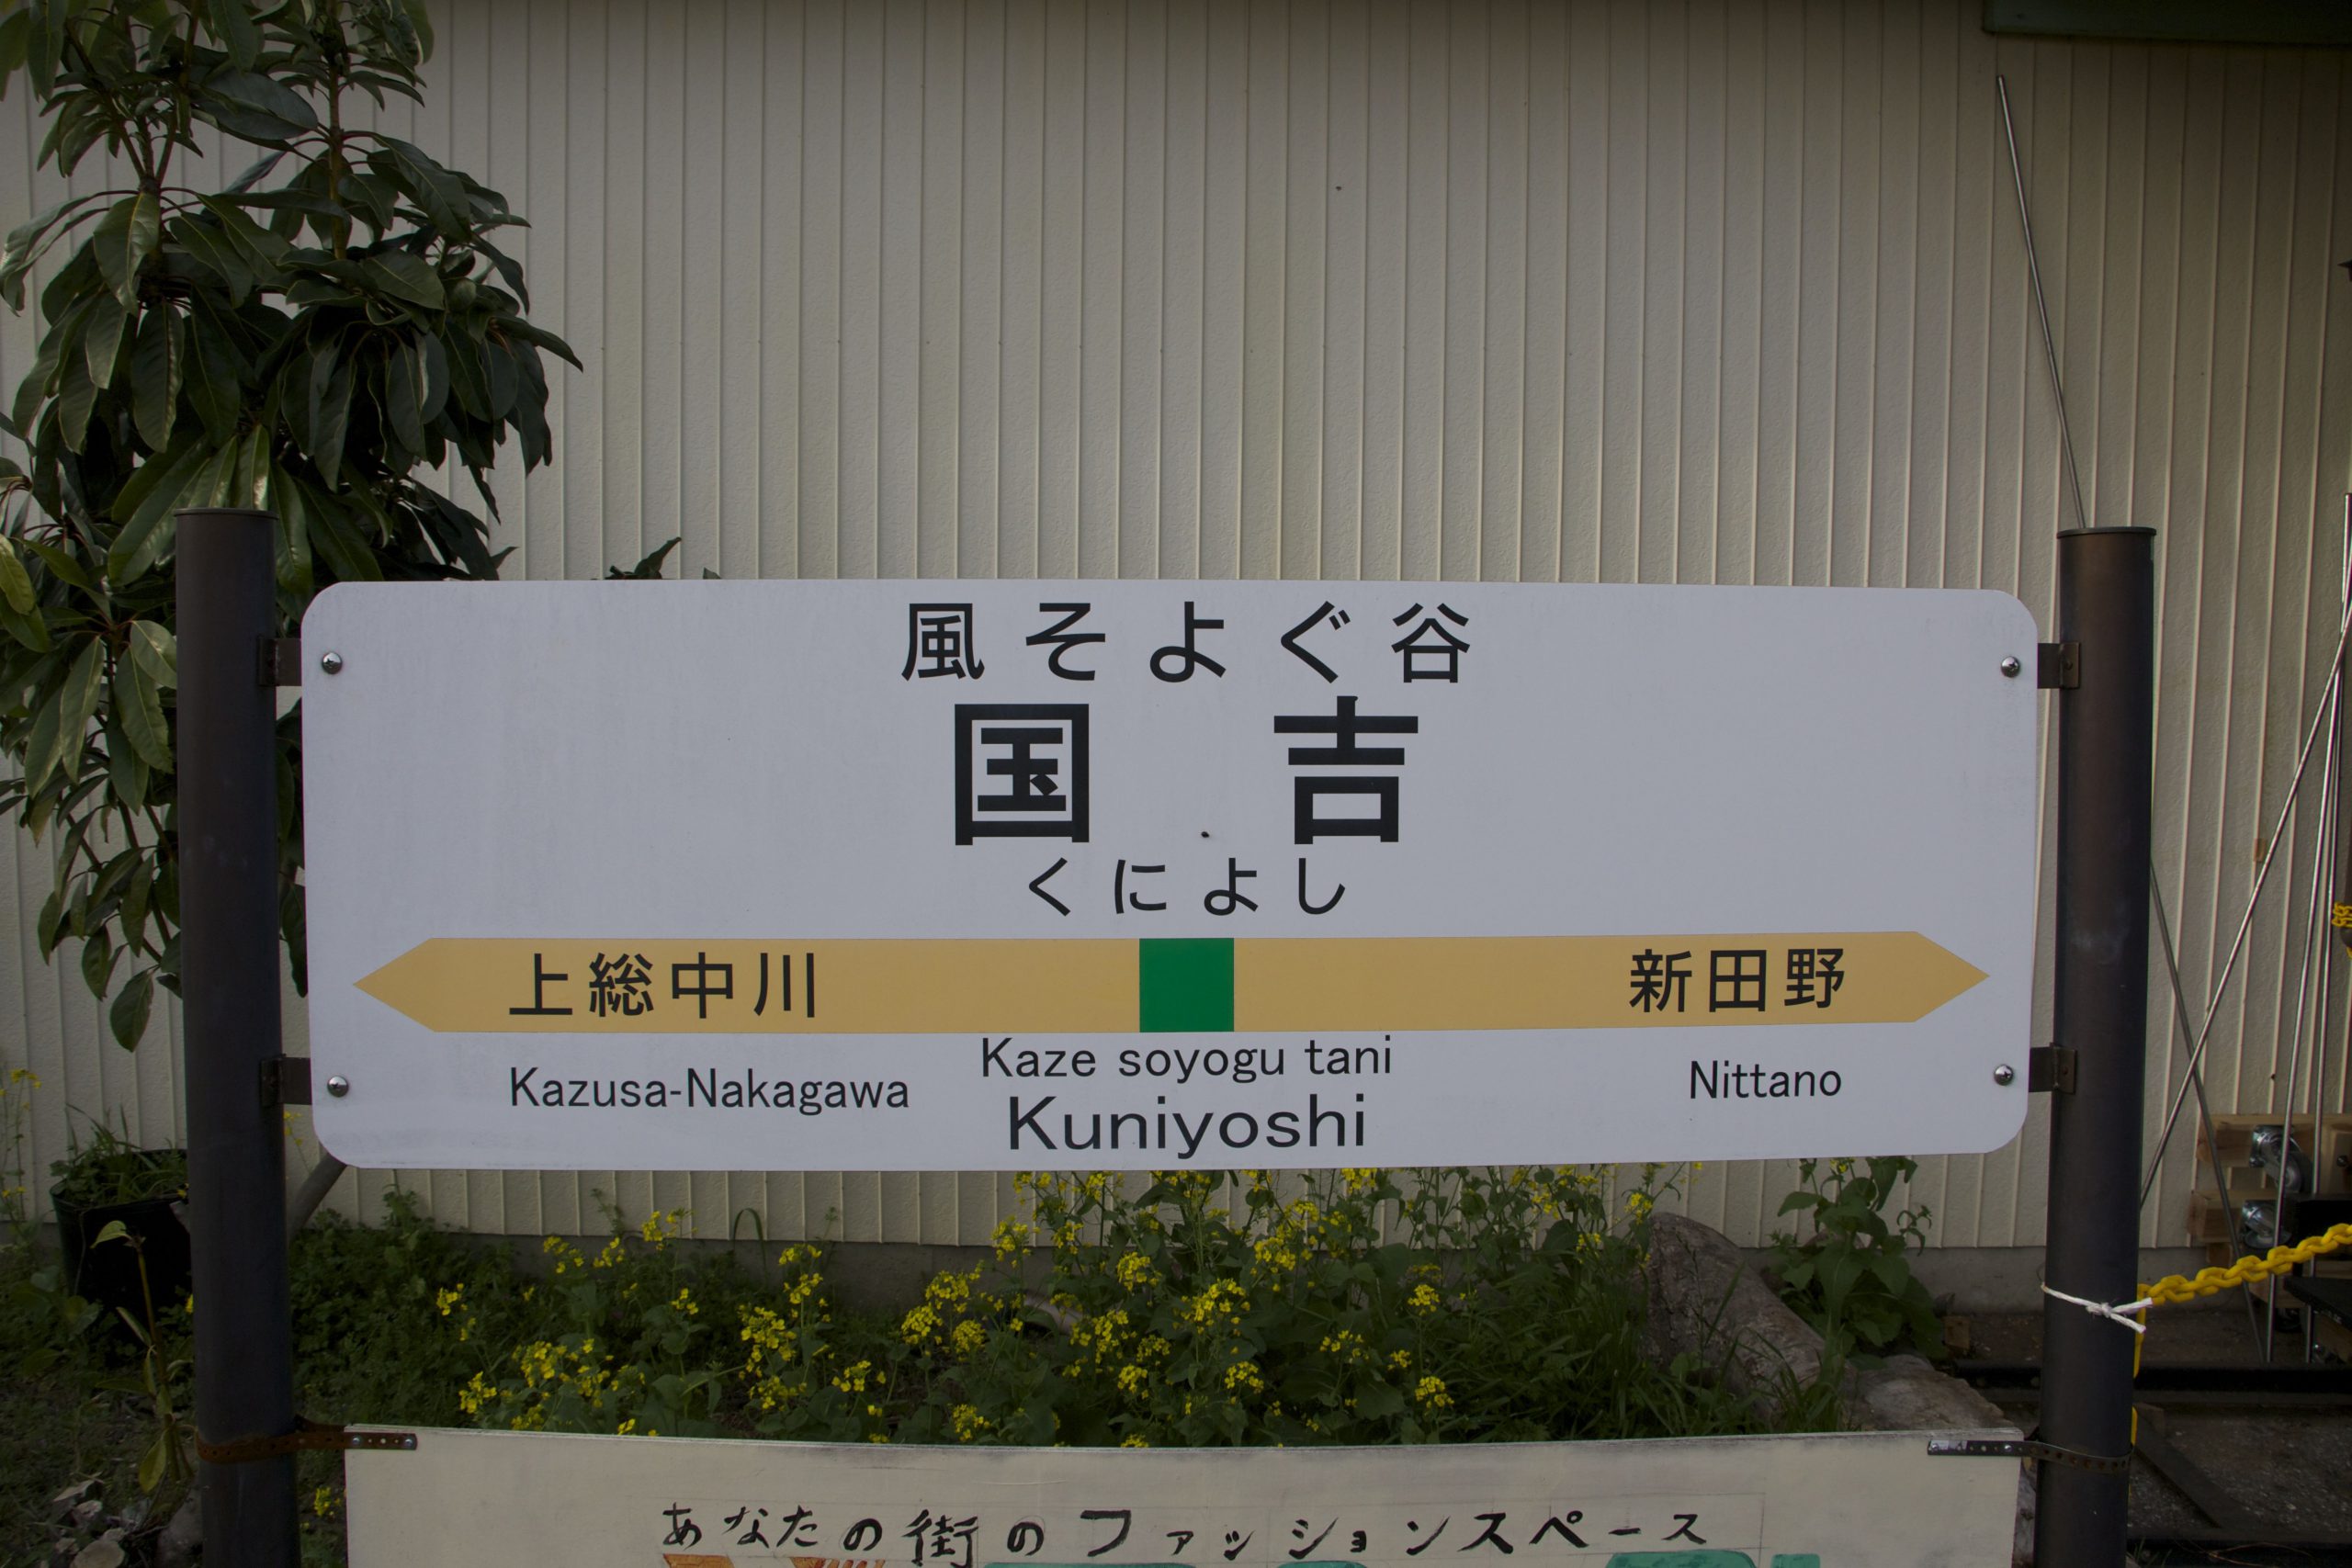 風そよぐ谷
国吉
くによし
上総中川 新田野
Kaze soyogu tani
Kazusa-Nakagawa Nittano
Kuniyoshi
あなたの街のファッションスペース